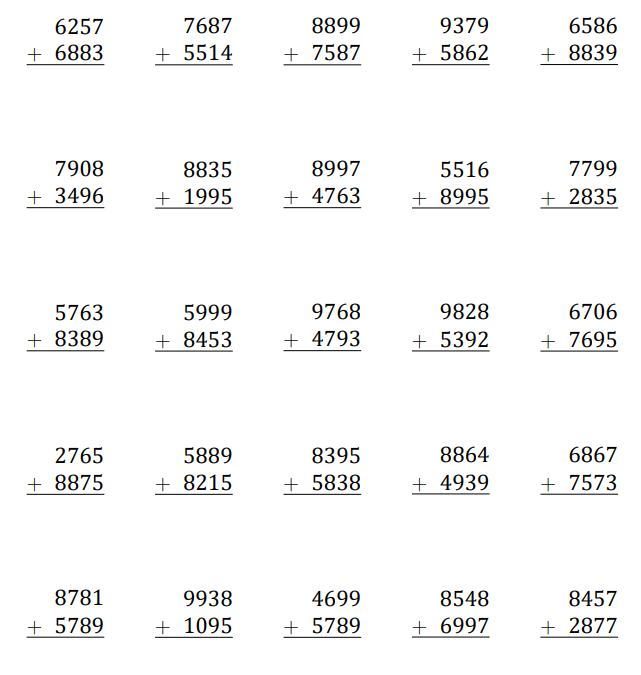 6257 7687 8899 9379 6586
+ 6883 + 5514 + 7587 + 5862 + 8839
7908 8835 8997 5516 7799
+ 3496 + 1995 + 4763 + 8995 + 2835
5763 5999 9768 9828 6706
+ 8389 + 8453 + 4793 + 5392 + 7695
2765 5889 8395 8864 6867
+ 8875 + 8215 + 5838 + 4939 + 7573
8781 9938 4699 8548 8457
+ 5789 + 1095 + 5789 + 6997 + 2877